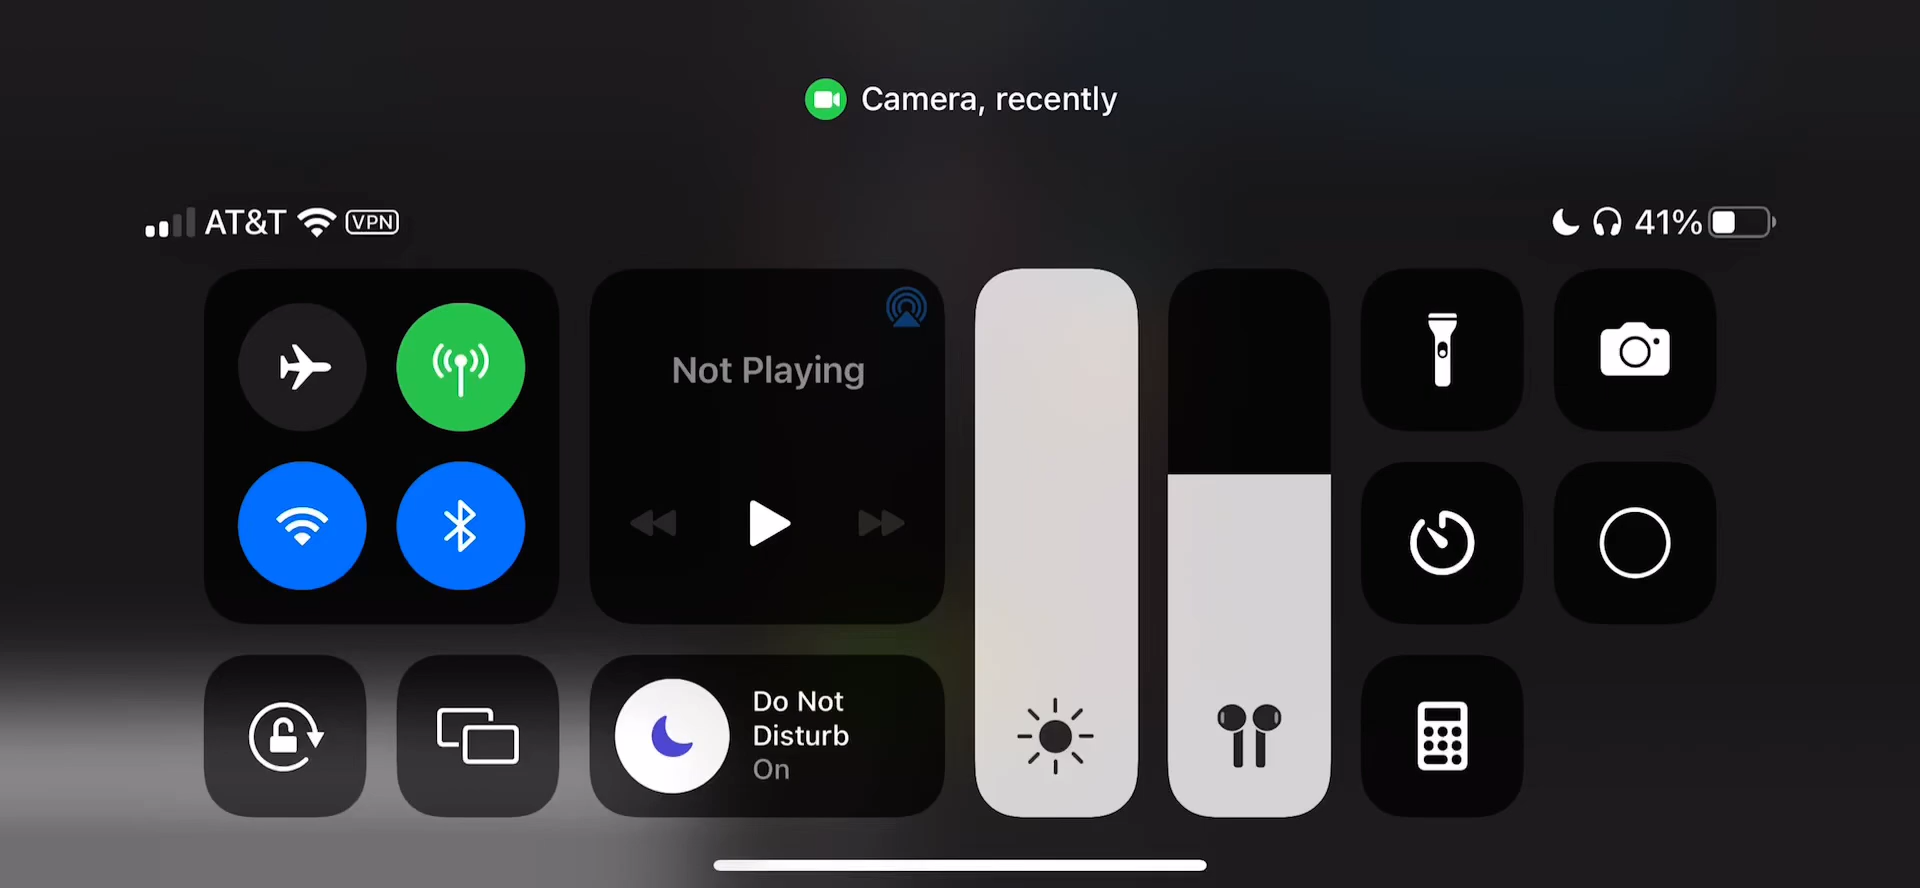 Camera, recently
AT&T VPN
41%
Not Playing
Do Not
Disturb
On